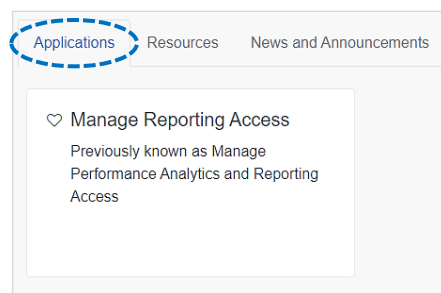 Applications Resources News and Announcements
Manage Reporting Access
Previously known as Manage
Performance Analytics and Reporting
Access